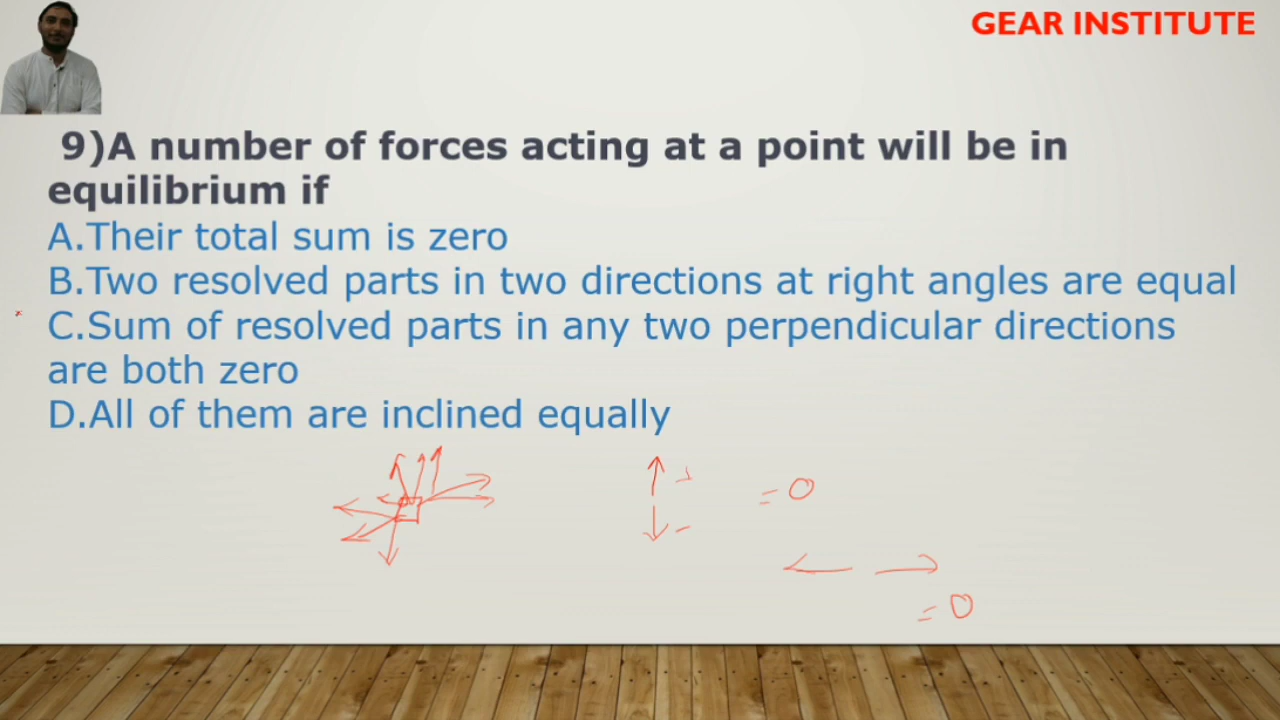 GEAR INSTITUTE
9)A number of forces acting at a point will be in
equilibrium if
A.Their total sum is zero
B.Two resolved parts in two directions at right angles are equal
C.Sum of resolved parts in any two perpendicular directions
are both zero
D.All of them are inclined equally
= 0
= 0